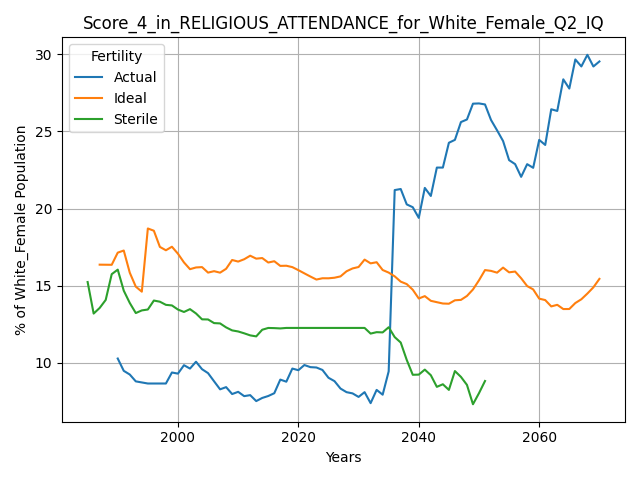 Score_4_in_RELIGIOUS_ATTENDANCE_for_White_Female_Q2_IQ
Fertility
Actual
Ideal
Sterile
% of White_Female Population
30
25
20
15
10
2000
2020
2040
2060
Years